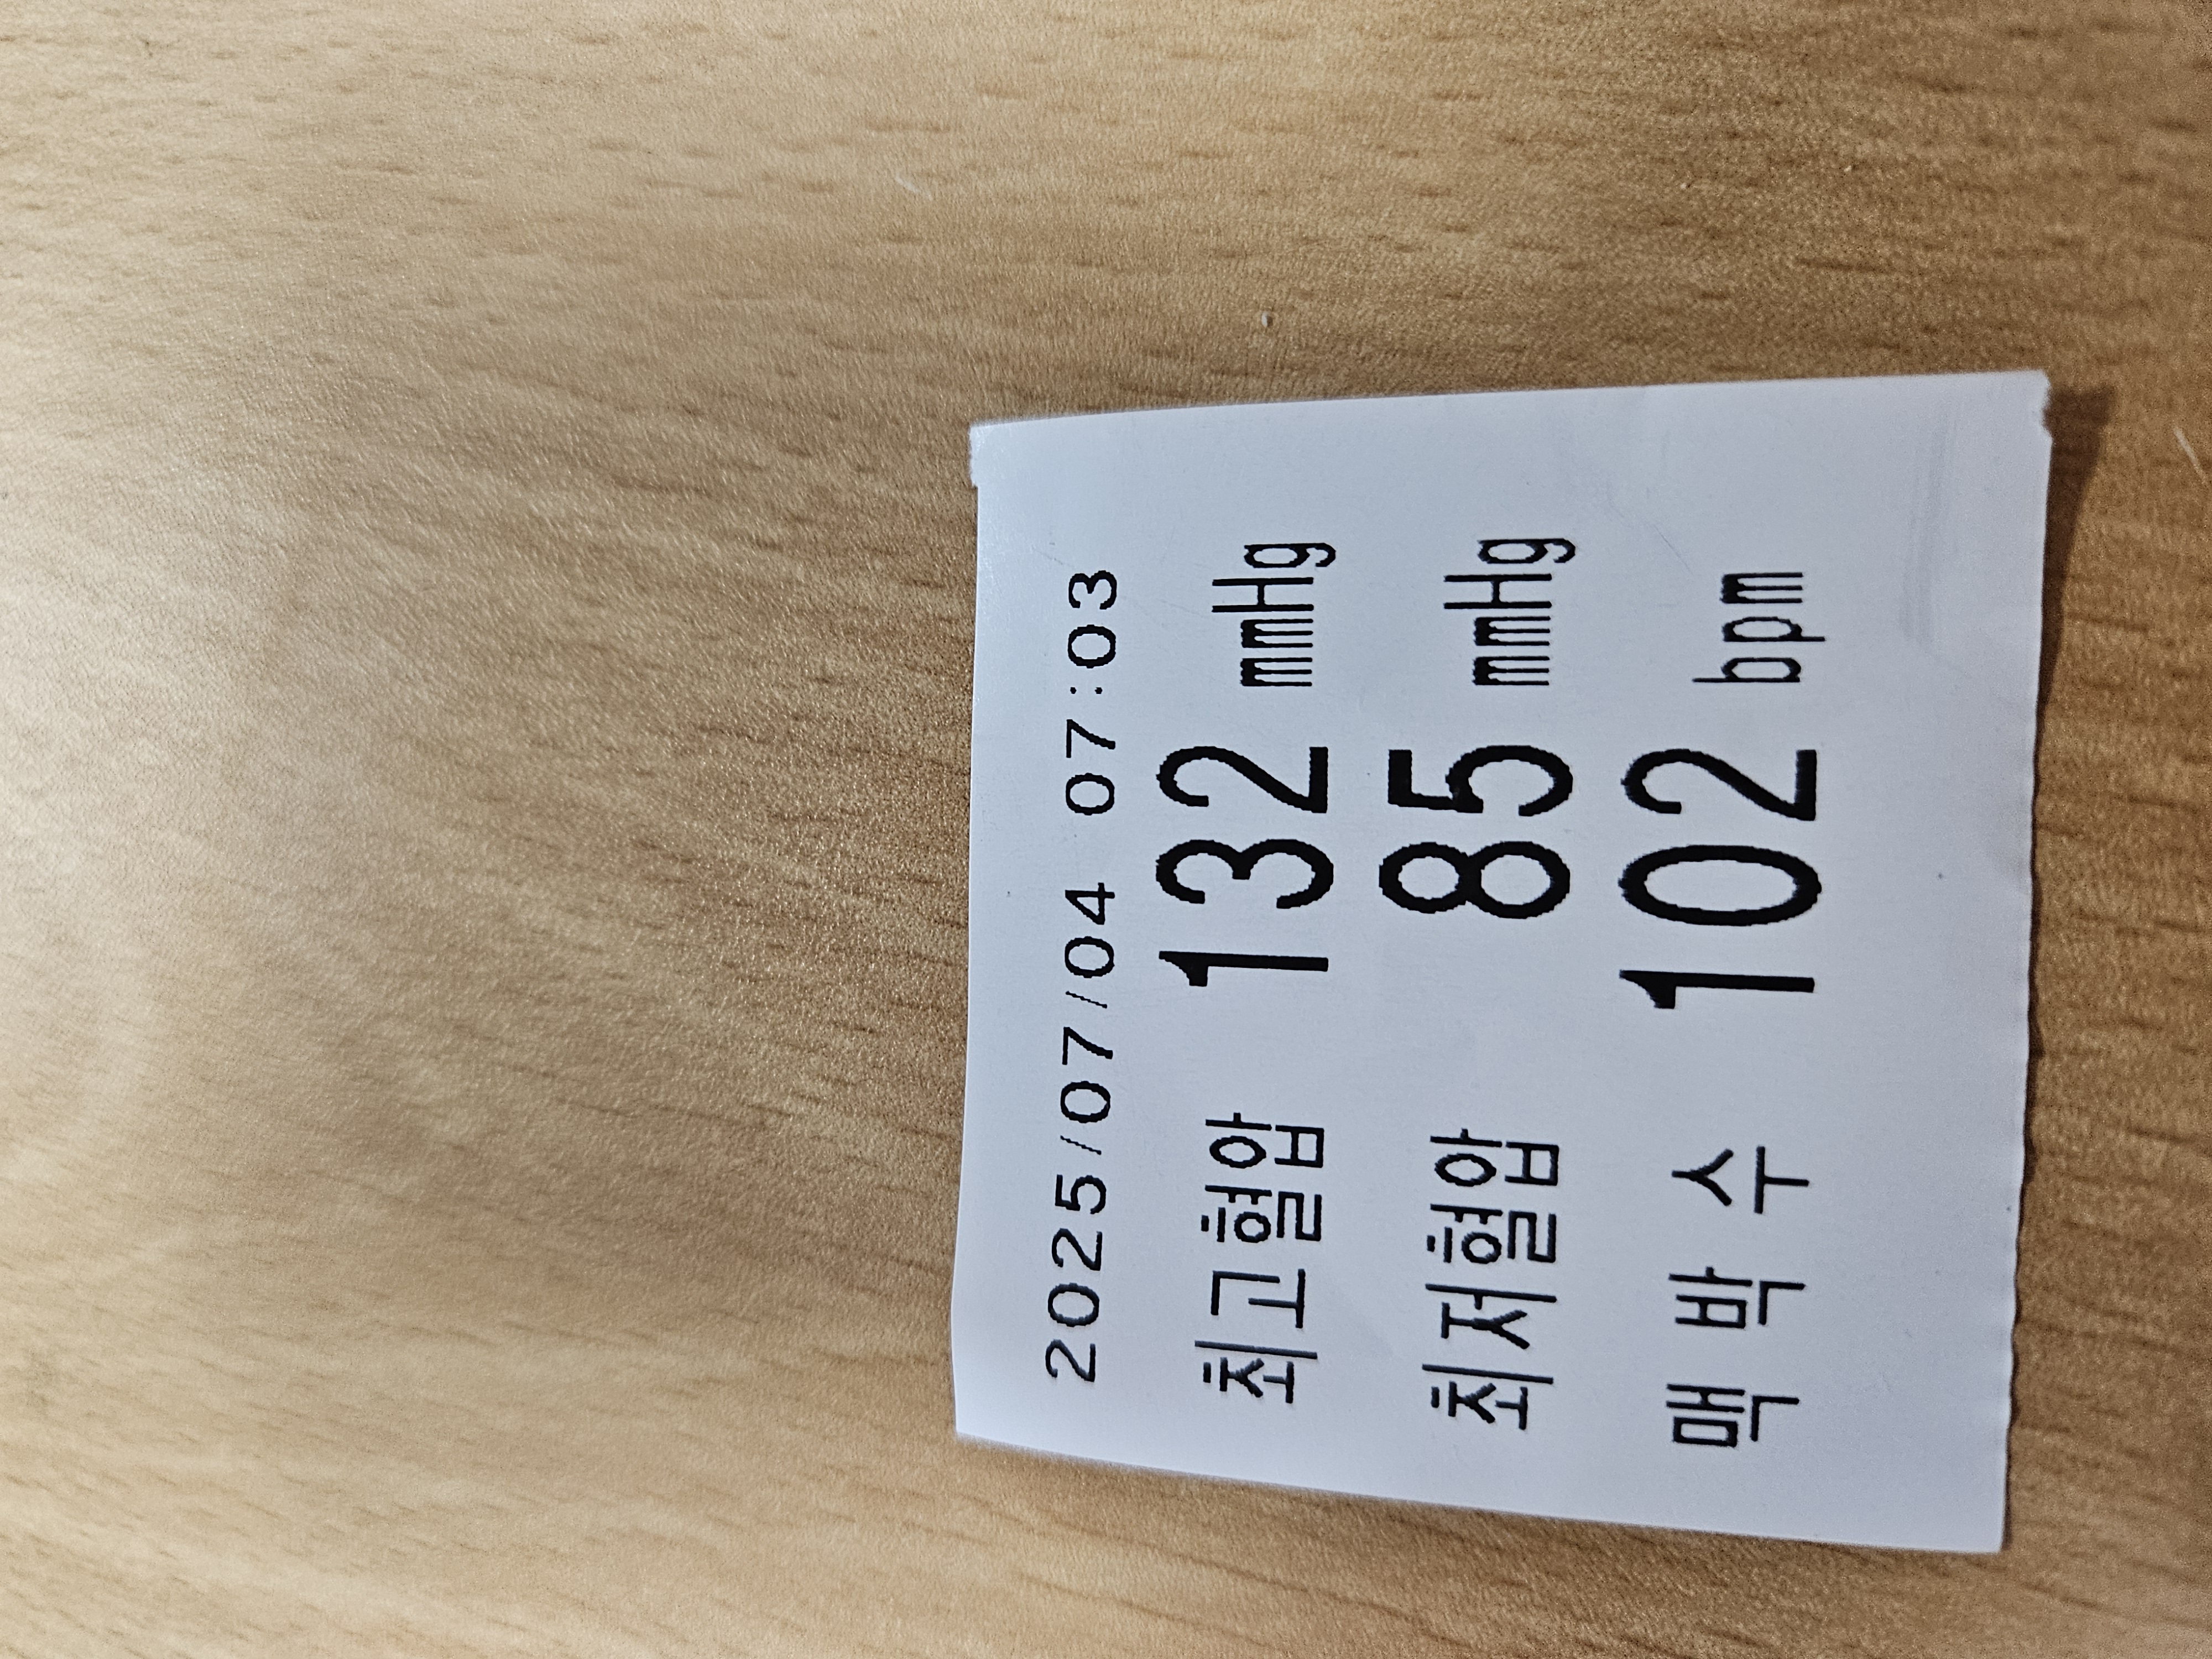 2025/07/04 07:03
최고혈압 132 mmHg
최저혈압 85 mmHg
맥 박 수 102 bpm